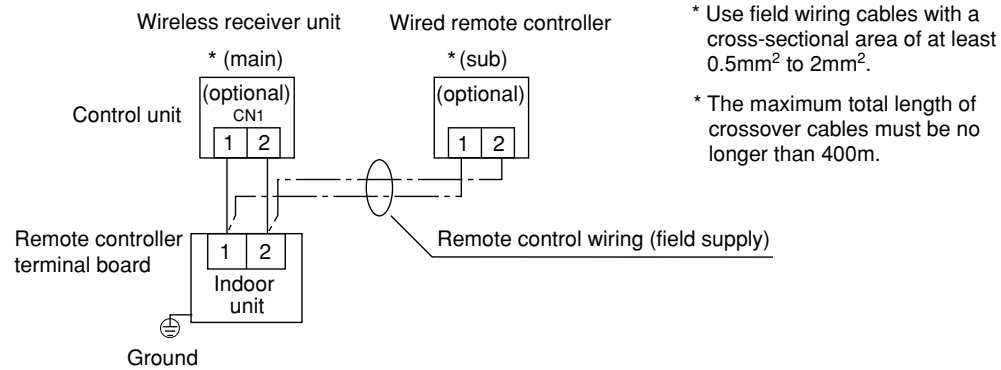 Wireless receiver unit
Wired remote controller
* (main)
* (sub)
Control unit
(optional)
CN1
1 2
(optional)
1 2
* Use field wiring cables with a
cross-sectional area of at least
0.5mm² to 2mm².
* The maximum total length of
crossover cables must be no
longer than 400m.
Remote controller
terminal board
1 2
Indoor
unit
Remote control wiring (field supply)
Ground